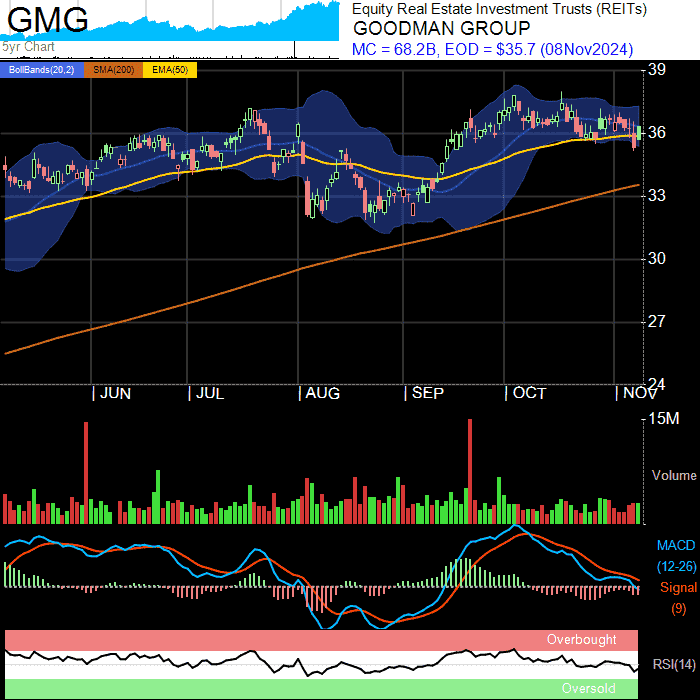 GMG
5yr Chart
Equity Real Estate Investment Trusts (REITs)
GOODMAN GROUP
MC = 68.2B, EOD = $35.7 (08Nov2024)
BollBands(20,2) SMA(200) EMA(50)
39
36
33
30
27
24
| JUN | JUL | AUG | SEP | OCT | NOV
15M
Volume
MACD
(12-26)
Signal
(9)
Overbought
RSI(14)
Oversold